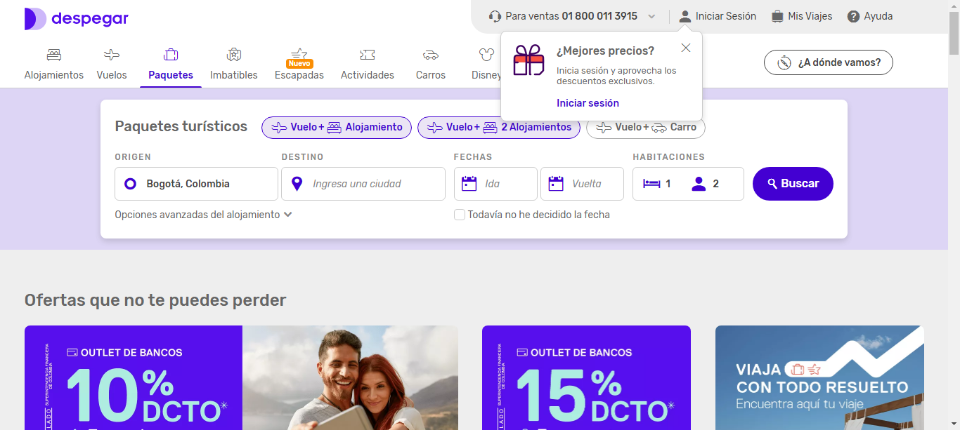 despegar
Para ventas 01 800 011 3915
Iniciar Sesión
Mis Viajes
Ayuda
Alojamientos
Vuelos
Paquetes
Imbatibles
Nuevo
Escapadas
Actividades
Carros
Disney
¿A dónde vamos?
¿Mejores precios?
Inicia sesión y aprovecha los
descuentos exclusivos.
Iniciar sesión
Paquetes turísticos
Vuelo + Alojamiento
Vuelo + 2 Alojamientos
Vuelo + Carro
ORIGEN
DESTINO
FECHAS
HABITACIONES
Bogotá, Colombia
Ingresa una ciudad
Ida
Vuelta
1
2
Buscar
Opciones avanzadas del alojamiento
Todavía no he decidido la fecha
Ofertas que no te puedes perder
OUTLET DE BANCOS
10%
DCTO*
OUTLET DE BANCOS
15%
DCTO*
VIAJA
CON TODO RESUELTO
Encuentra aquí tu viaje